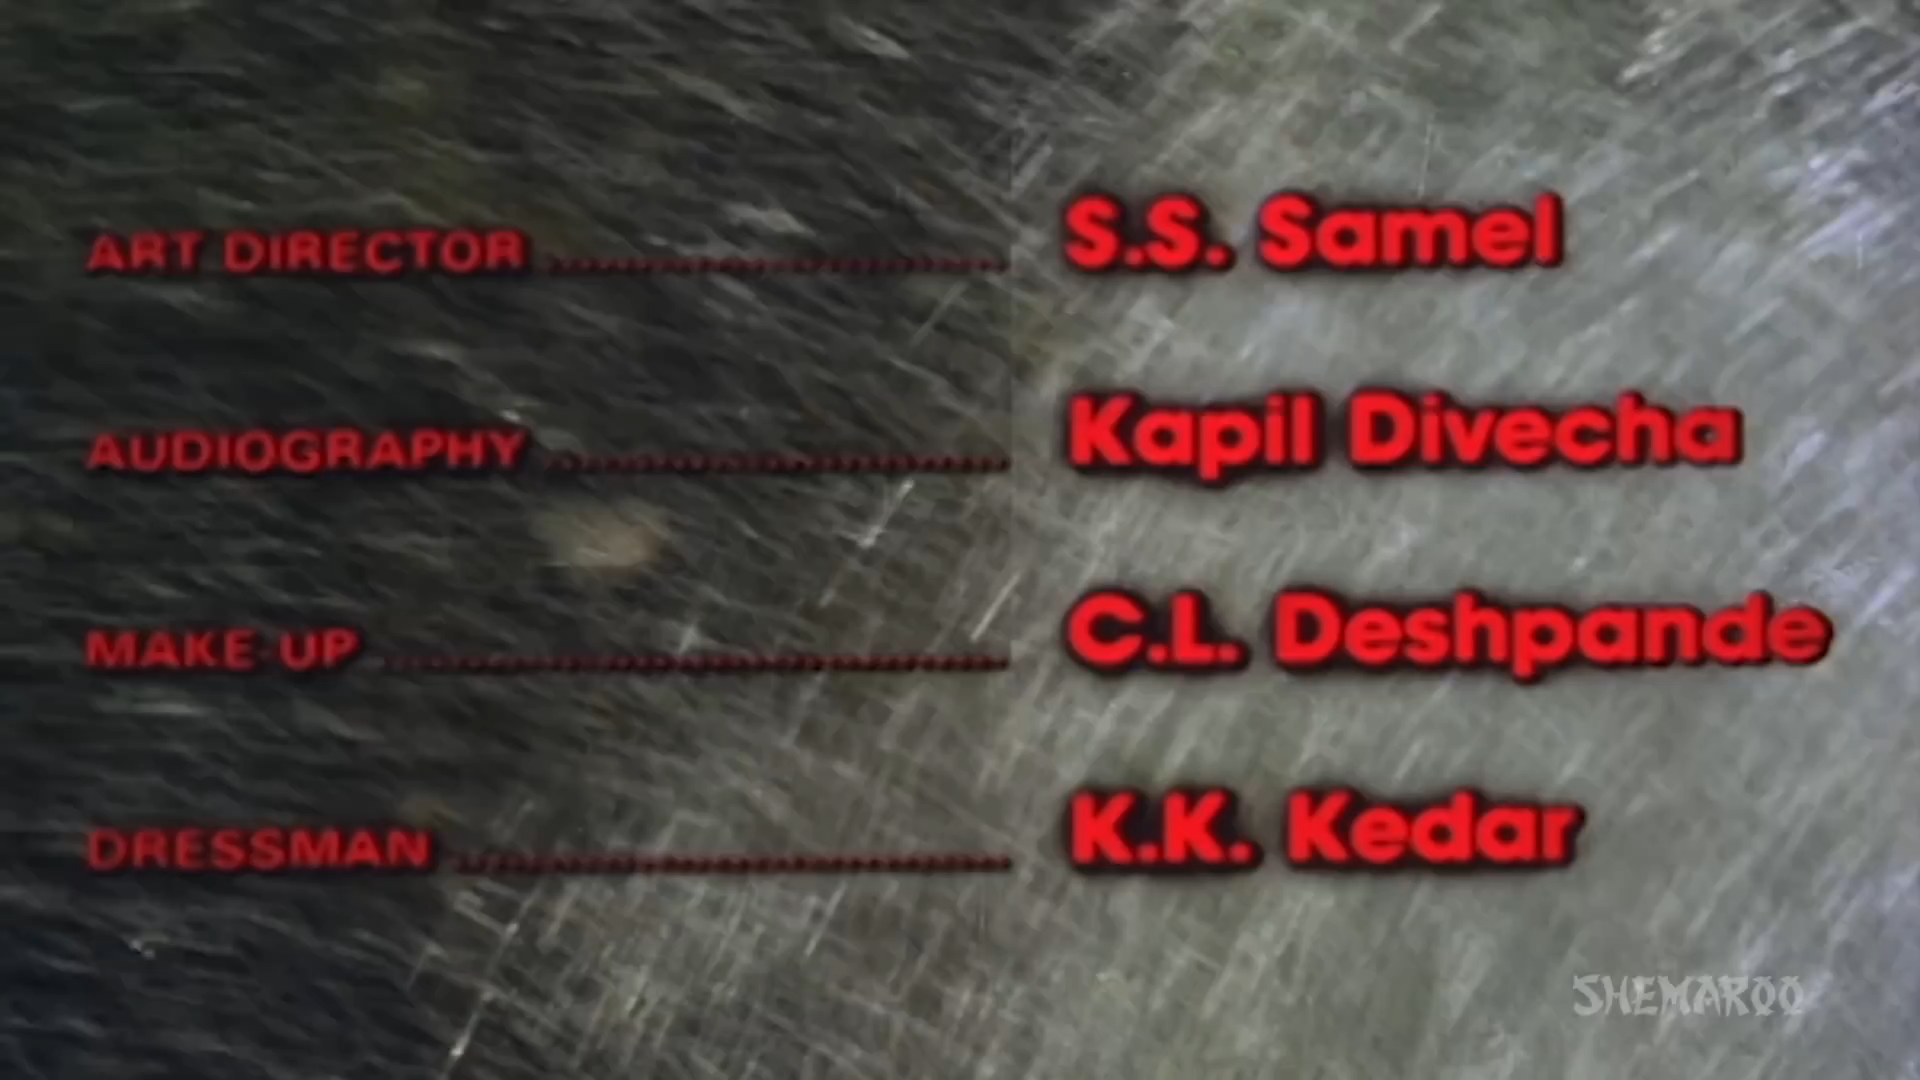 ART DIRECTOR ........................ S.S. Samel
AUDIOGRAPHY ........................ Kapil Divecha
MAKE-UP ........................ C.L. Deshpande
DRESSMAN ........................ K.K. Kedar
SHEMAROO